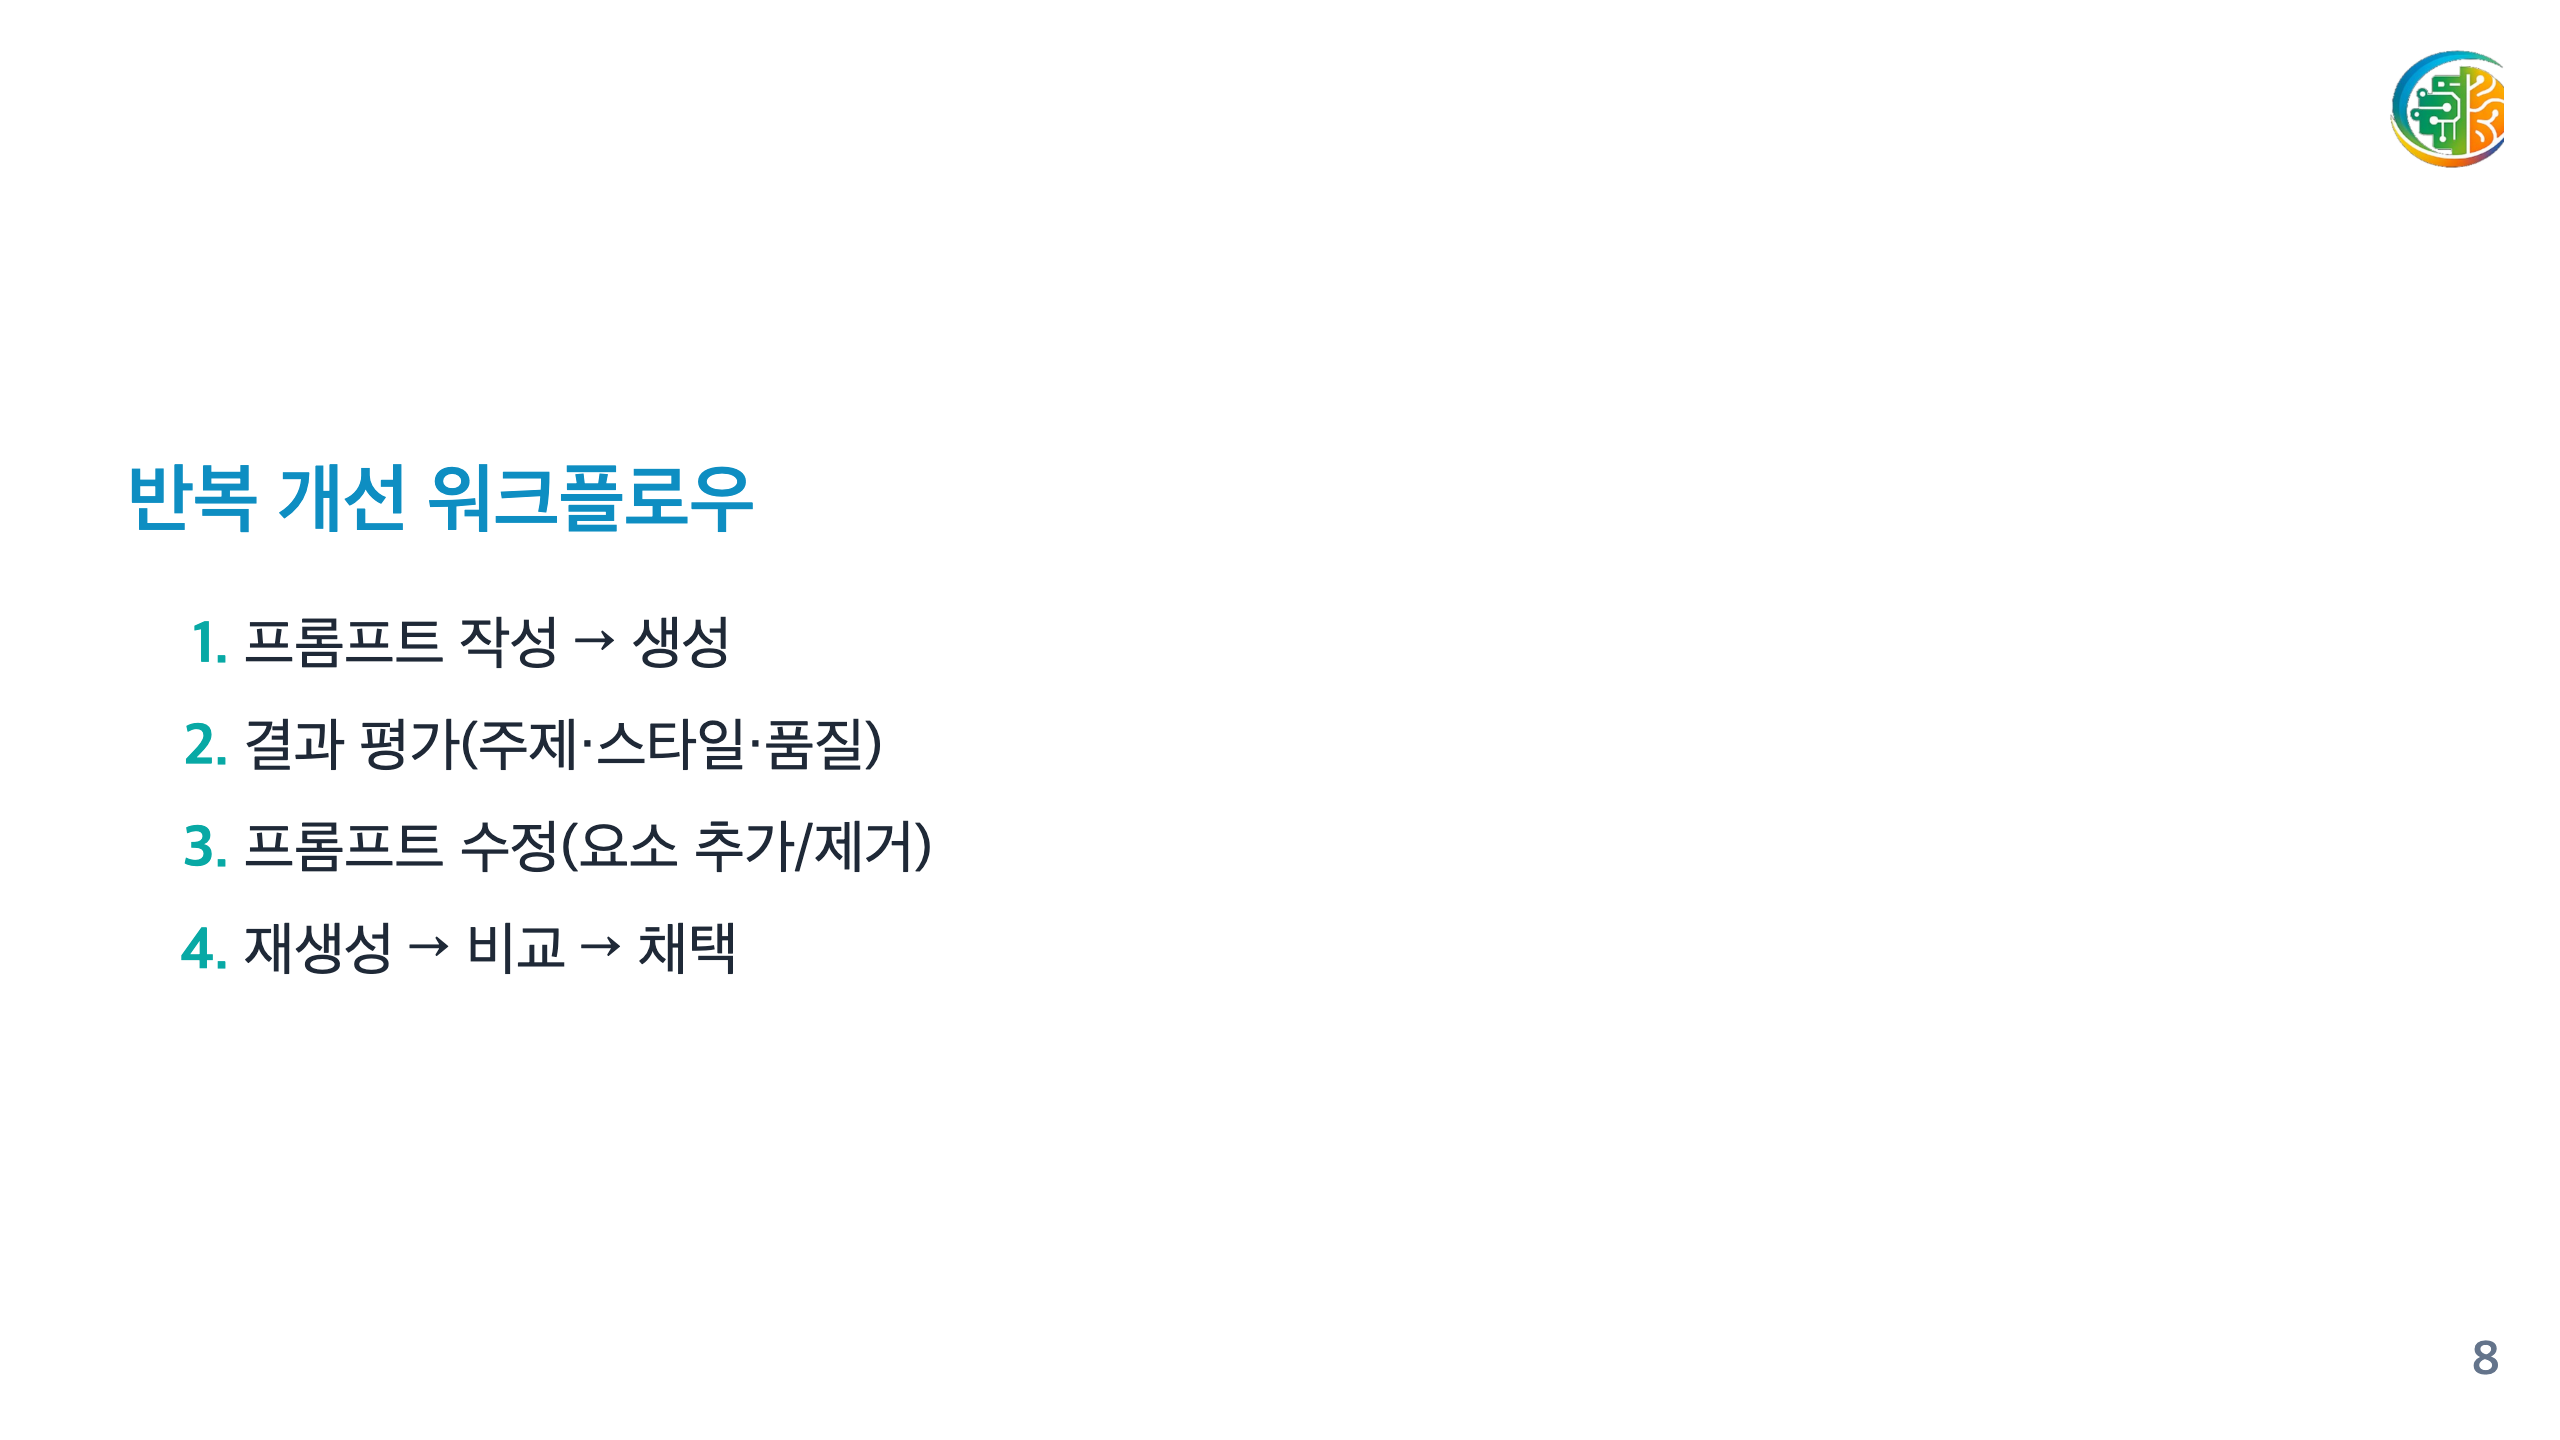 반복 개선 워크플로우
1. 프롬프트 작성 → 생성
2. 결과 평가(주제·스타일·품질)
3. 프롬프트 수정(요소 추가/제거)
4. 재생성 → 비교 → 채택
8